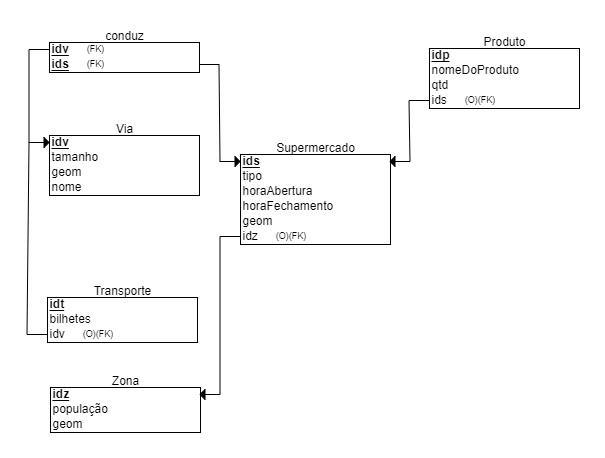 conduz
idv (FK)
ids (FK)
Produto
idp
nomeDoProduto
qtd
ids (O)(FK)
Via
idv
tamanho
geom
nome
Supermercado
ids
tipo
horaAbertura
horaFechamento
geom
idz (O)(FK)
Transporte
idt
bilhetes
idv (O)(FK)
Zona
idz
população
geom